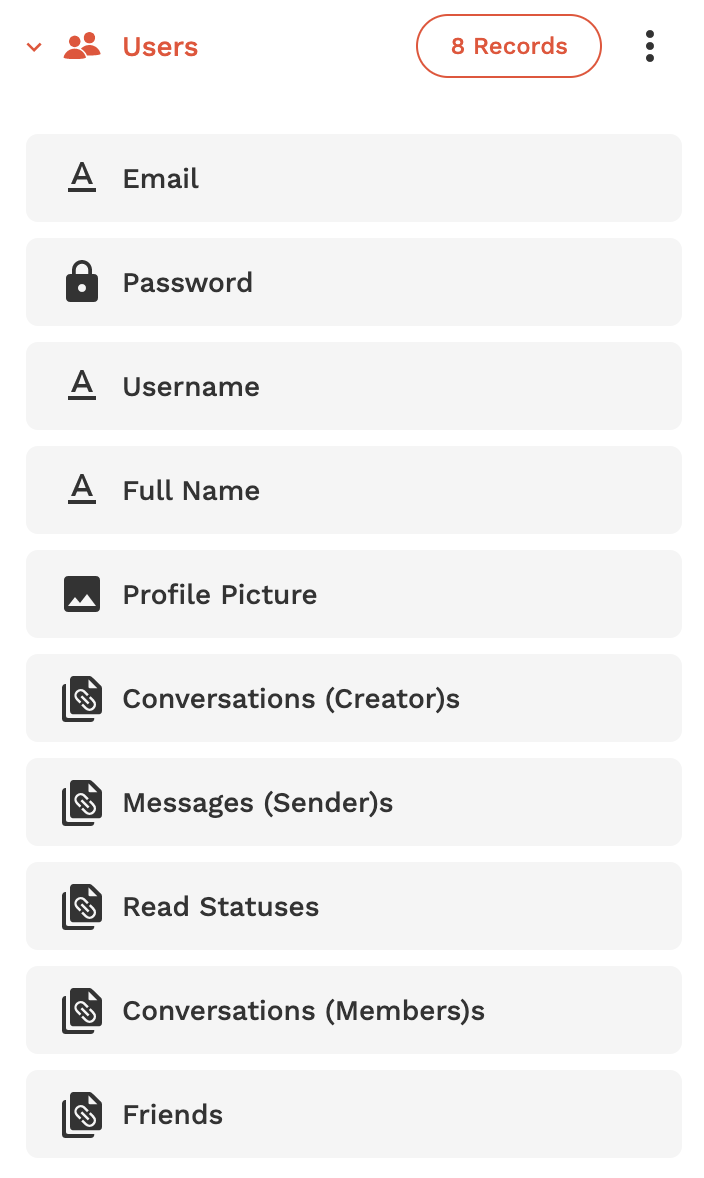 Users
8 Records
Email
Password
Username
Full Name
Profile Picture
Conversations (Creator)s
Messages (Sender)s
Read Statuses
Conversations (Members)s
Friends